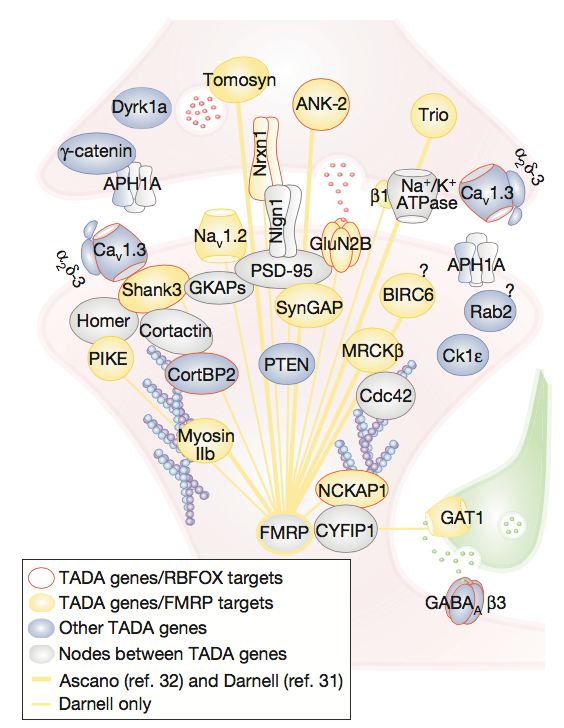 Tomosyn
Dyrk1a
ANK-2
Trio
γ-catenin
APH1A
Nrxn1
Nlgn1
β1
Na⁺/K⁺
ATPase
Caᵥ1.3
α₂δ-3
Caᵥ1.3
α₂δ-3
Naᵥ1.2
GluN2B
PSD-95
APH1A
Shank3
GKAPs
BIRC6
?
Rab2
?
SynGAP
Homer
Cortactin
PIKE
CortBP2
PTEN
MRCKβ
Ck1ε
Cdc42
Myosin
IIb
NCKAP1
FMRP
CYFIP1
GAT1
GABA_A β3
TADA genes/RBFOX targets
TADA genes/FMRP targets
Other TADA genes
Nodes between TADA genes
Ascano (ref. 32) and Darnell (ref. 31)
Darnell only